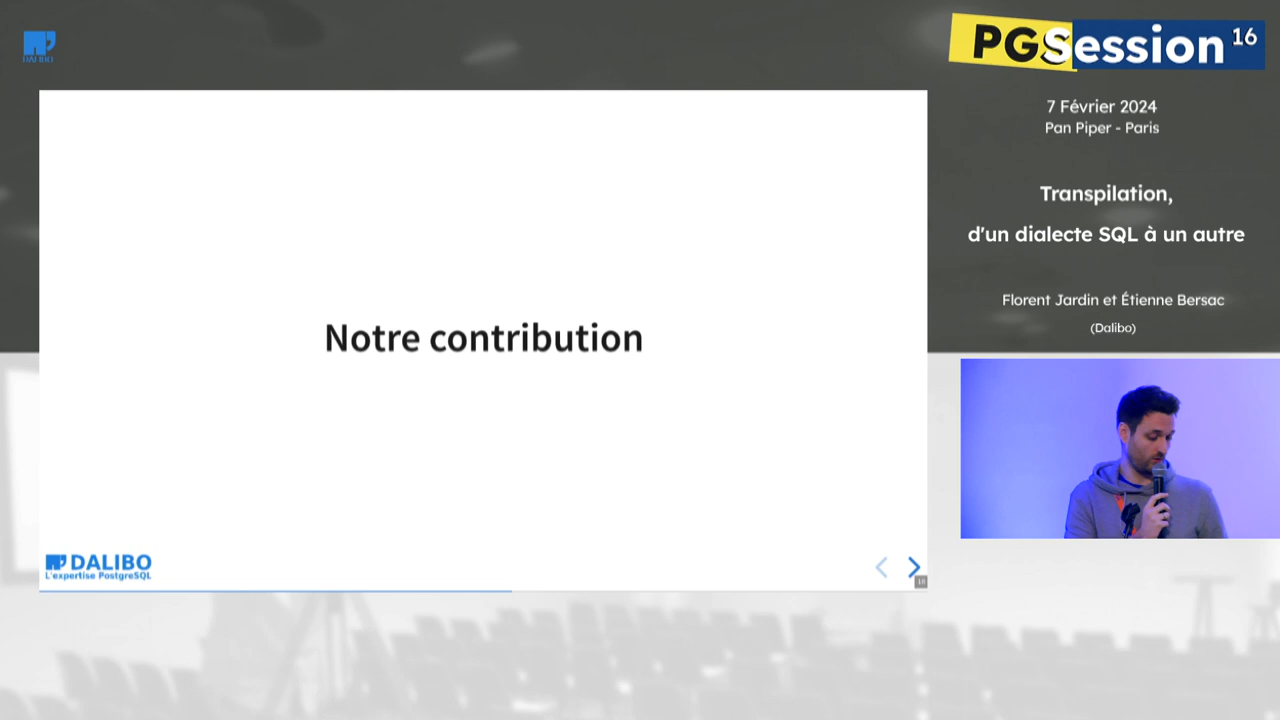 DALIBO
PGSession 16
7 Février 2024
Pan Piper - Paris
Transpilation,
d'un dialecte SQL à un autre
Florent Jardin et Étienne Bersac
(Dalibo)
Notre contribution
DALIBO
L'expertise PostgreSQL